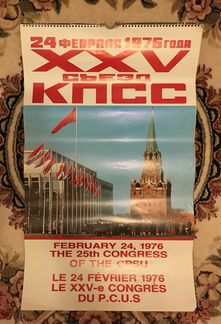 24 ФЕВРАЛЯ 1976 ГОДА
XXV
СЪЕЗД
КПСС
FEBRUARY 24, 1976
THE 25th CONGRESS
OF THE CPSU
LE 24 FÉVRIER 1976
LE XXV-e CONGRÈS
DU P.C.U.S